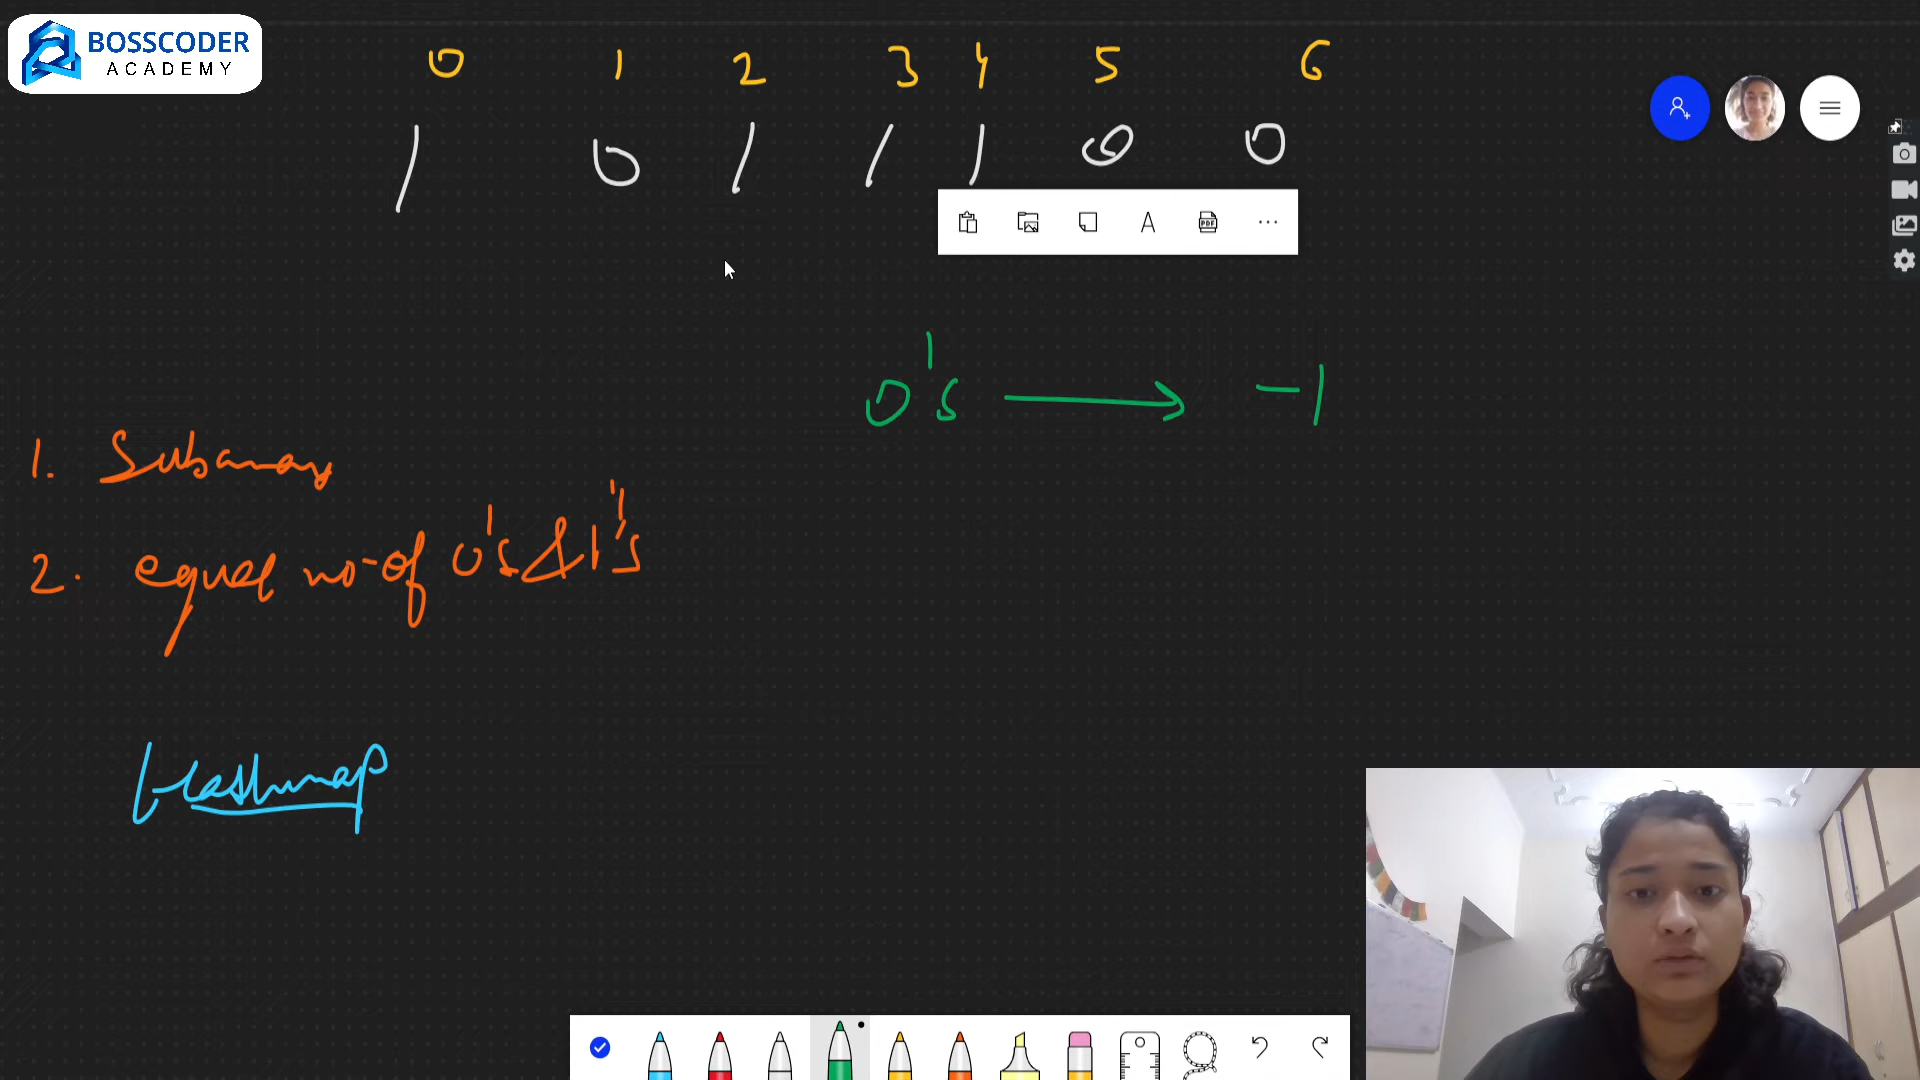 BOSSCODER
ACADEMY
0 1 2 3 4 5 6
1 0 1 1 1 0 0
PDF
0's → -1
1. Subarray
2. equal no-of 0's & 1's
Hashmap